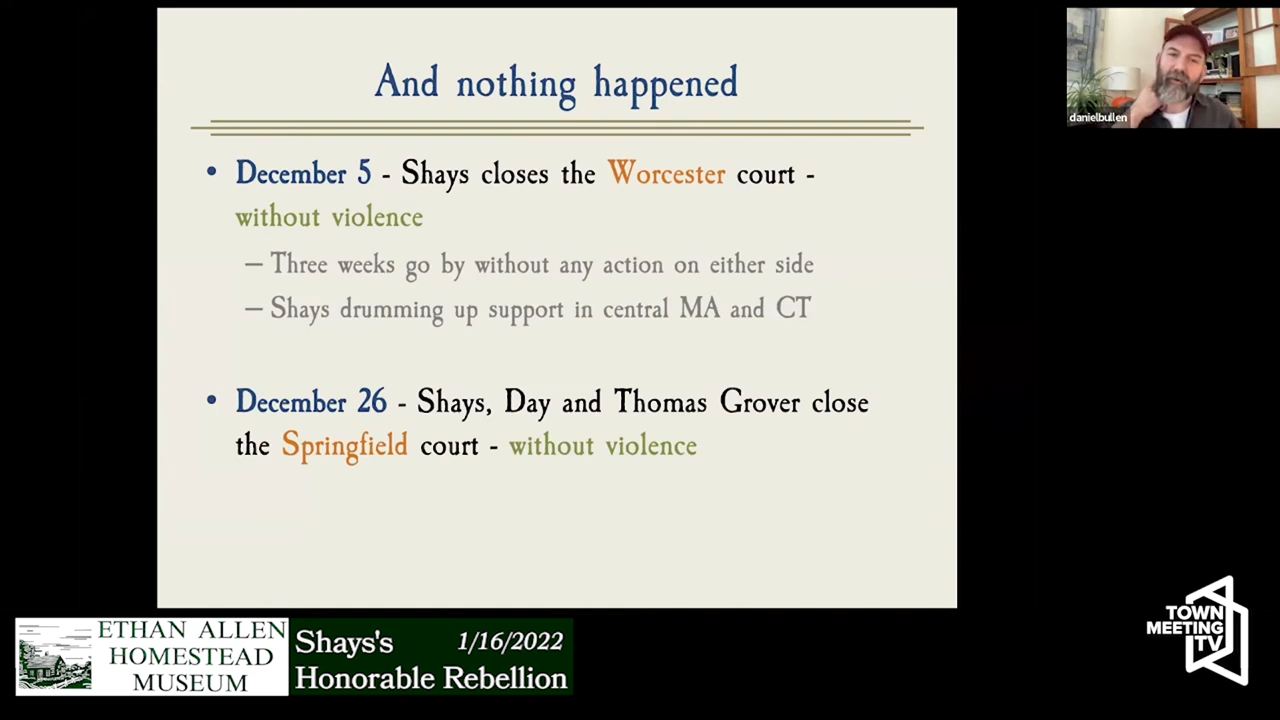 And nothing happened
• December 5 - Shays closes the Worcester court -
without violence
– Three weeks go by without any action on either side
– Shays drumming up support in central MA and CT
• December 26 - Shays, Day and Thomas Grover close
the Springfield court - without violence
danielbullen
ETHAN ALLEN
HOMESTEAD
MUSEUM
Shays's 1/16/2022
Honorable Rebellion
TOWN
MEETING
TV